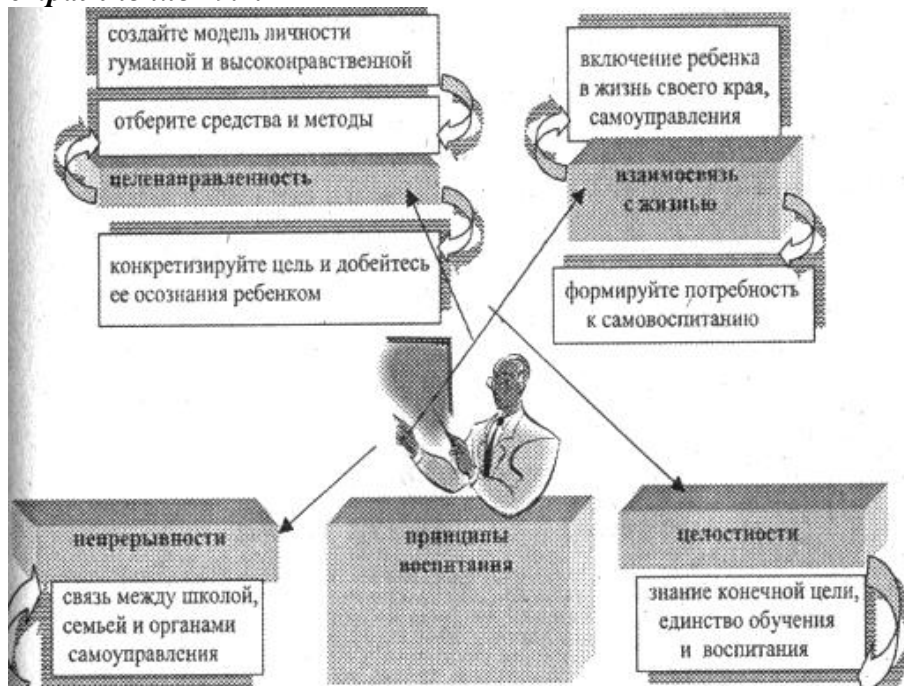 создайте модель личности
гуманной и высоконравственной
отберите средства и методы
целенаправленность
конкретизируйте цель и добейтесь
ее осознания ребенком
включение ребенка
в жизнь своего края,
самоуправления
взаимосвязь
с жизнью
формируйте потребность
к самовоспитанию
непрерывности
связь между школой,
семьей и органами
самоуправления
принципы
воспитания
целостности
знание конечной цели,
единство обучения
и воспитания